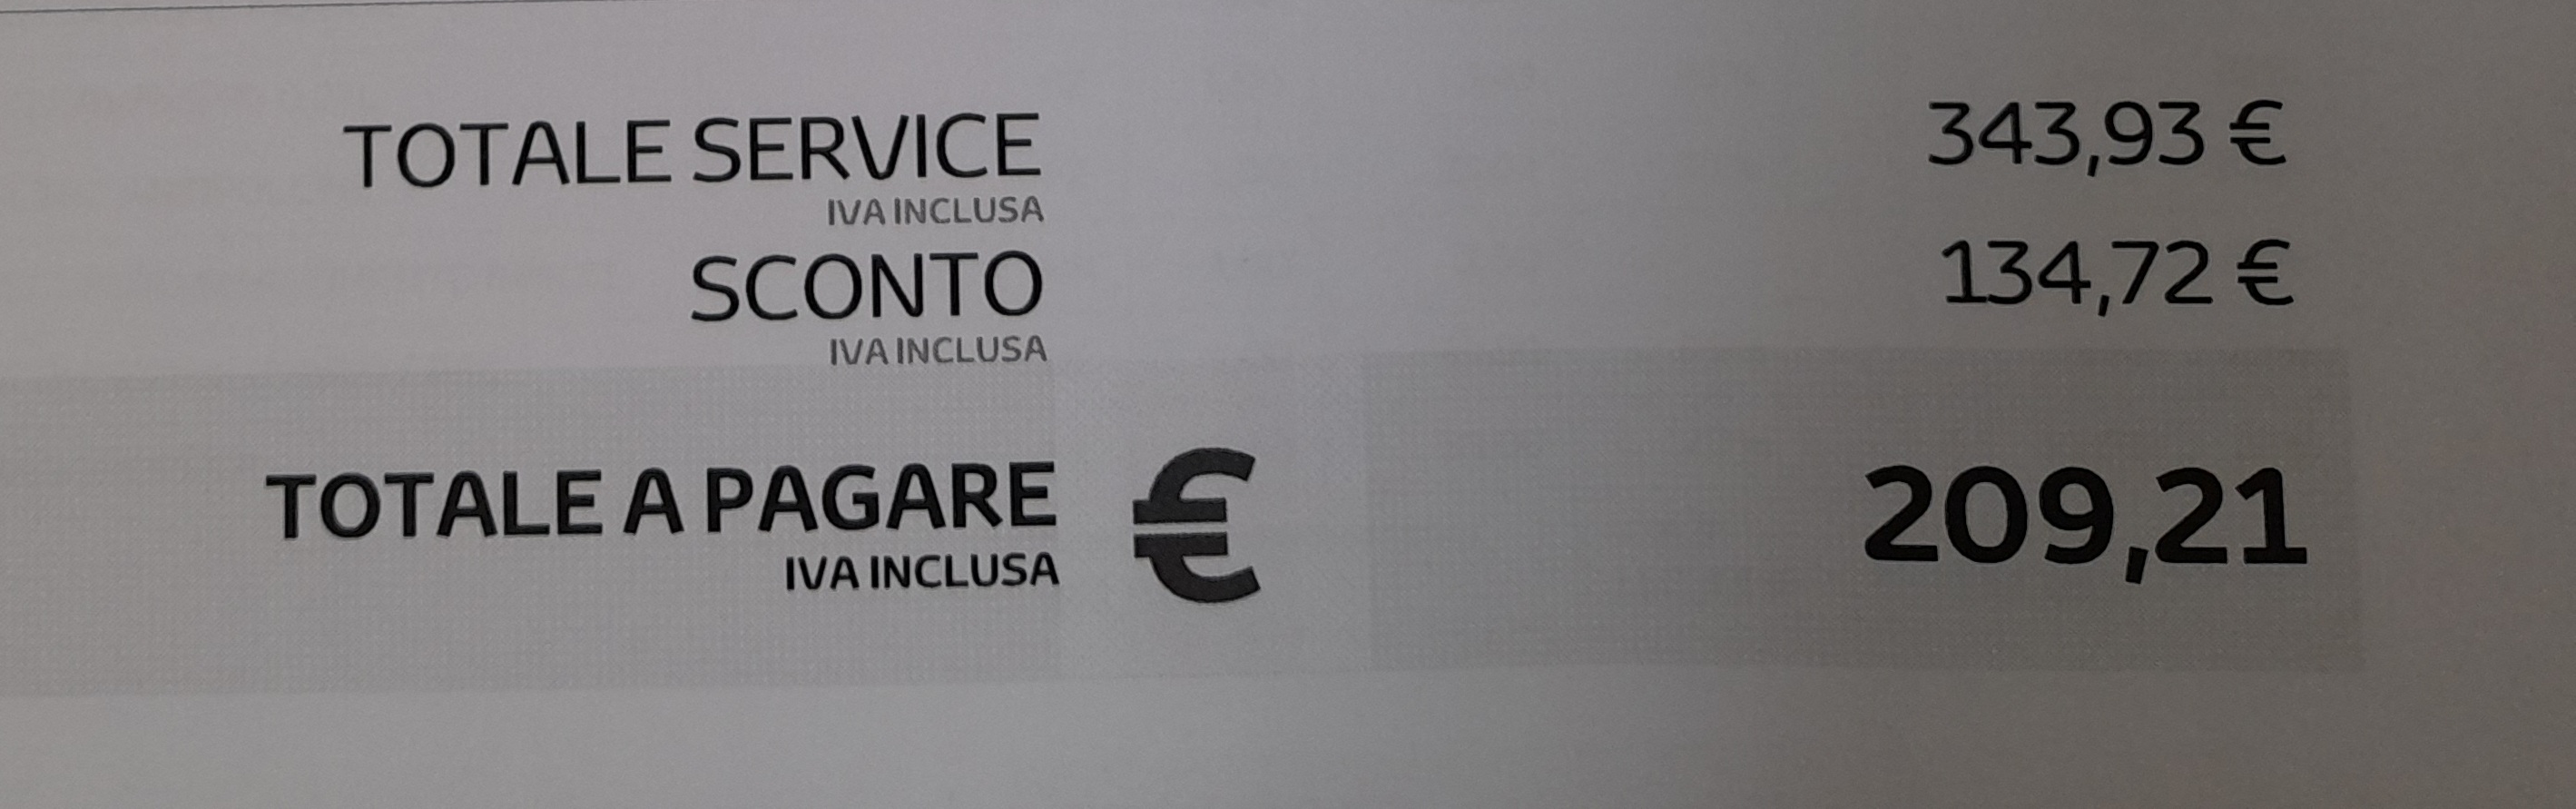 TOTALE SERVICE 343,93 €
IVA INCLUSA
SCONTO 134,72 €
IVA INCLUSA
TOTALE A PAGARE € 209,21
IVA INCLUSA